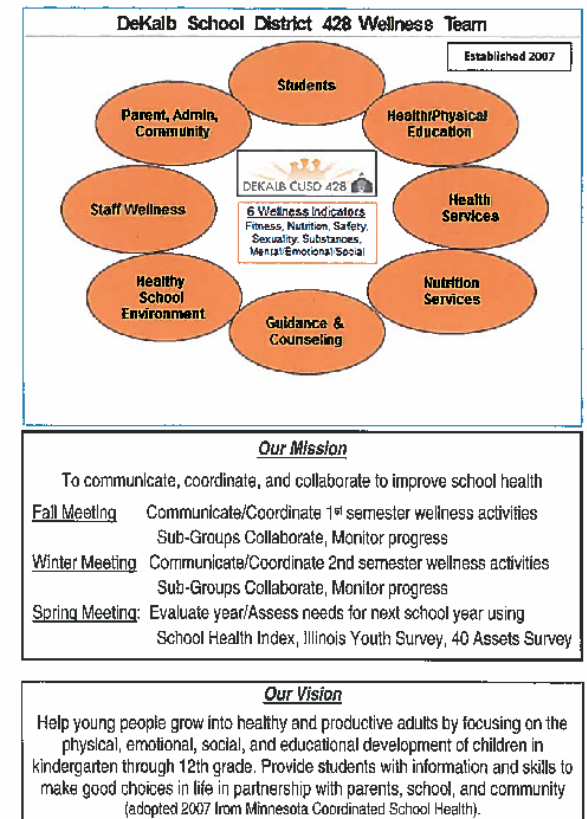 DeKalb School District 428 Wellness Team
Established 2007
Students
Parent, Admin,
Community
Health/Physical
Education
DEKALB CUSD 428
Staff Wellness
6 Wellness Indicators
Fitness, Nutrition, Safety,
Sexuality, Substances,
Mental/Emotional/Social
Health
Services
Healthy
School
Environment
Nutrition
Services
Guidance &
Counseling
Our Mission
To communicate, coordinate, and collaborate to improve school health
Fall Meeting Communicate/Coordinate 1st semester wellness activities
Sub-Groups Collaborate, Monitor progress
Winter Meeting Communicate/Coordinate 2nd semester wellness activities
Sub-Groups Collaborate, Monitor progress
Spring Meeting: Evaluate year/Assess needs for next school year using
School Health Index, Illinois Youth Survey, 40 Assets Survey
Our Vision
Help young people grow into healthy and productive adults by focusing on the
physical, emotional, social, and educational development of children in
kindergarten through 12th grade. Provide students with information and skills to
make good choices in life in partnership with parents, school, and community
(adopted 2007 from Minnesota Coordinated School Health).